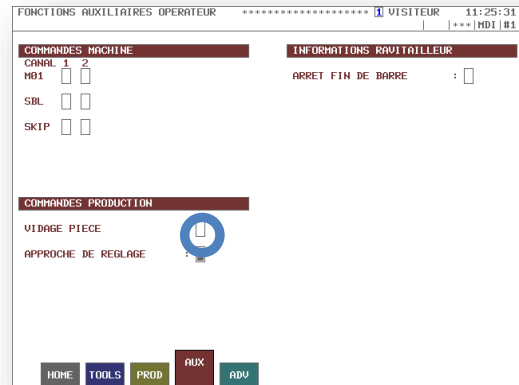 FONCTIONS AUXILIAIRES OPERATEUR ******************** 1 VISITEUR 11:25:31
| |***|MDI|#1
COMMANDES MACHINE
CANAL 1 2
M01
SBL
SKIP
INFORMATIONS RAVITAILLEUR
ARRET FIN DE BARRE :
COMMANDES PRODUCTION
VIDAGE PIECE
APPROCHE DE REGLAGE :
HOME TOOLS PROD AUX ADV